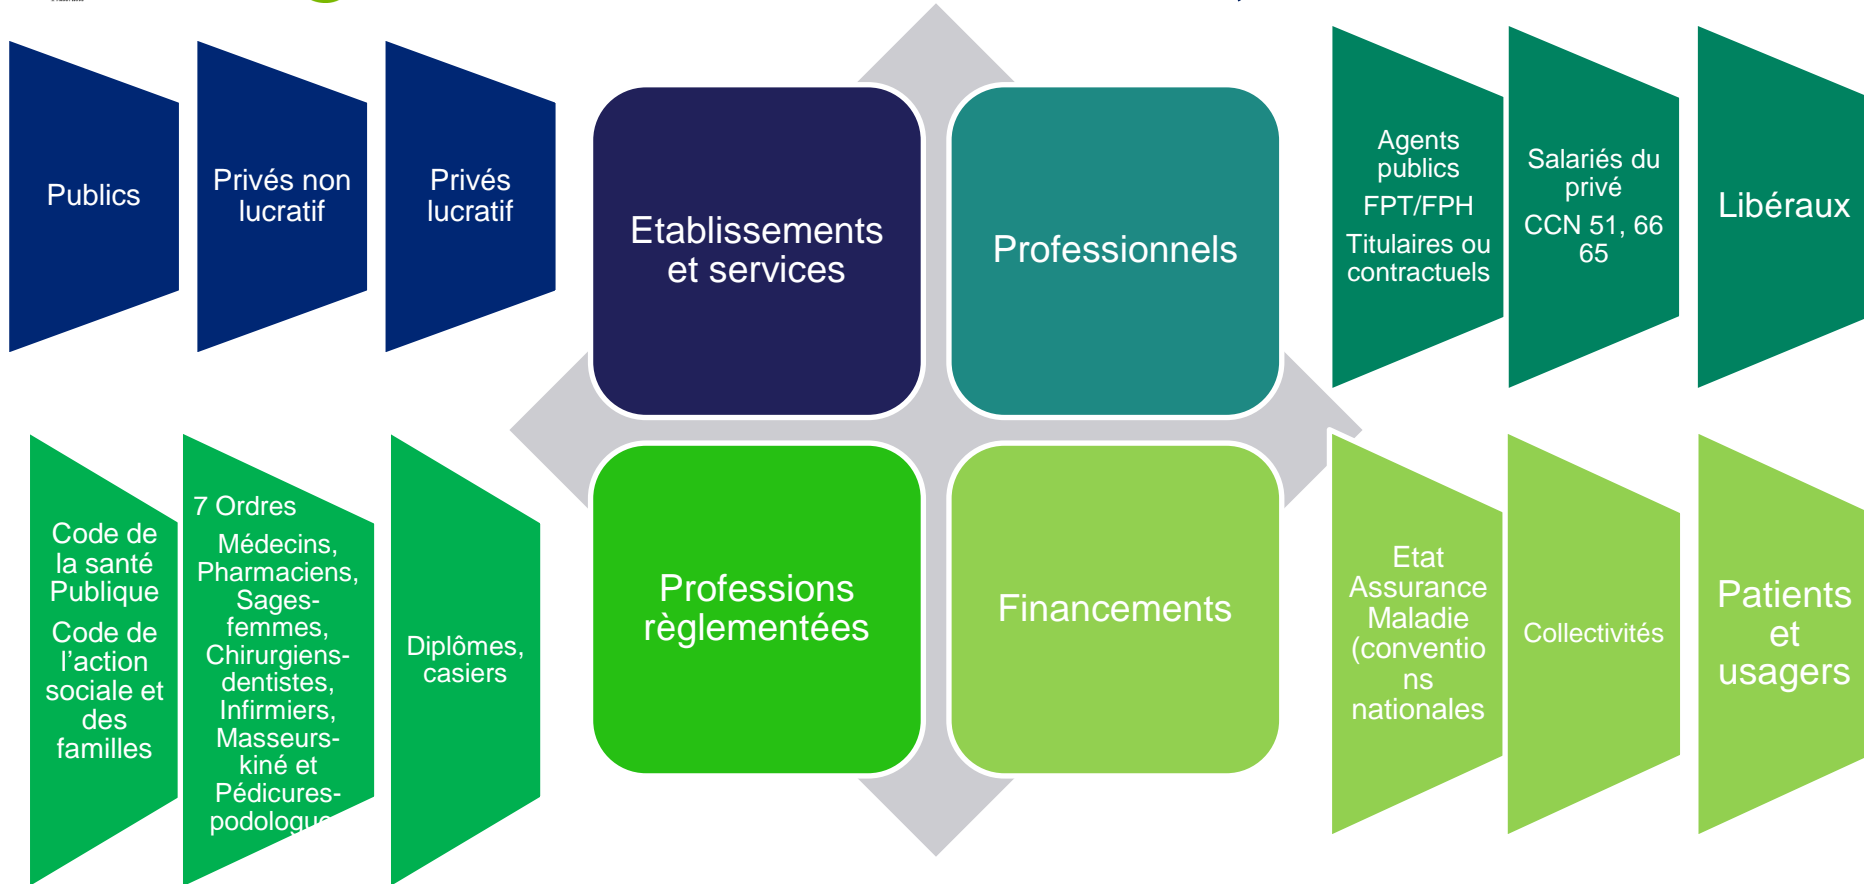 Publics
Privés non
lucratif
Privés
lucratif
Etablissements
et services
Professionnels
Agents
publics
FPT/FPH
Titulaires ou
contractuels
Salariés du
privé
CCN 51, 66
65
Libéraux
Code de
la santé
Publique
Code de
l’action
sociale et
des
familles
7 Ordres
Médecins,
Pharmaciens,
Sages-
femmes,
Chirurgiens-
dentistes,
Infirmiers,
Masseurs-
kiné et
Pédicures-
podologues
Diplômes,
casiers
Professions
règlementées
Financements
Etat
Assurance
Maladie
(conventio
ns
nationales
Collectivités
Patients
et
usagers